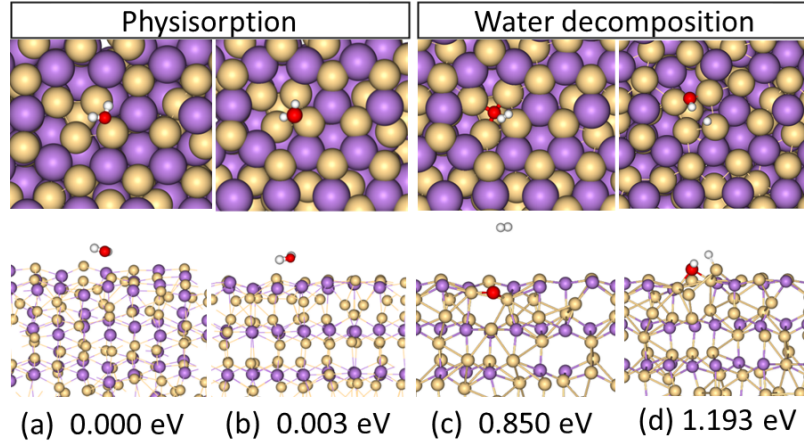 Physisorption
Water decomposition
(a) 0.000 eV
(b) 0.003 eV
(c) 0.850 eV
(d) 1.193 eV